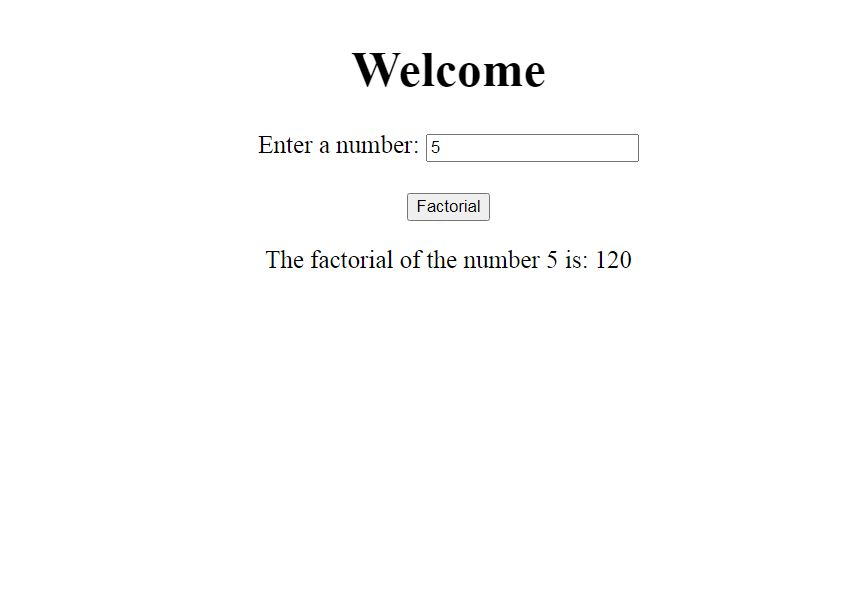 Welcome
Enter a number: 5
Factorial
The factorial of the number 5 is: 120